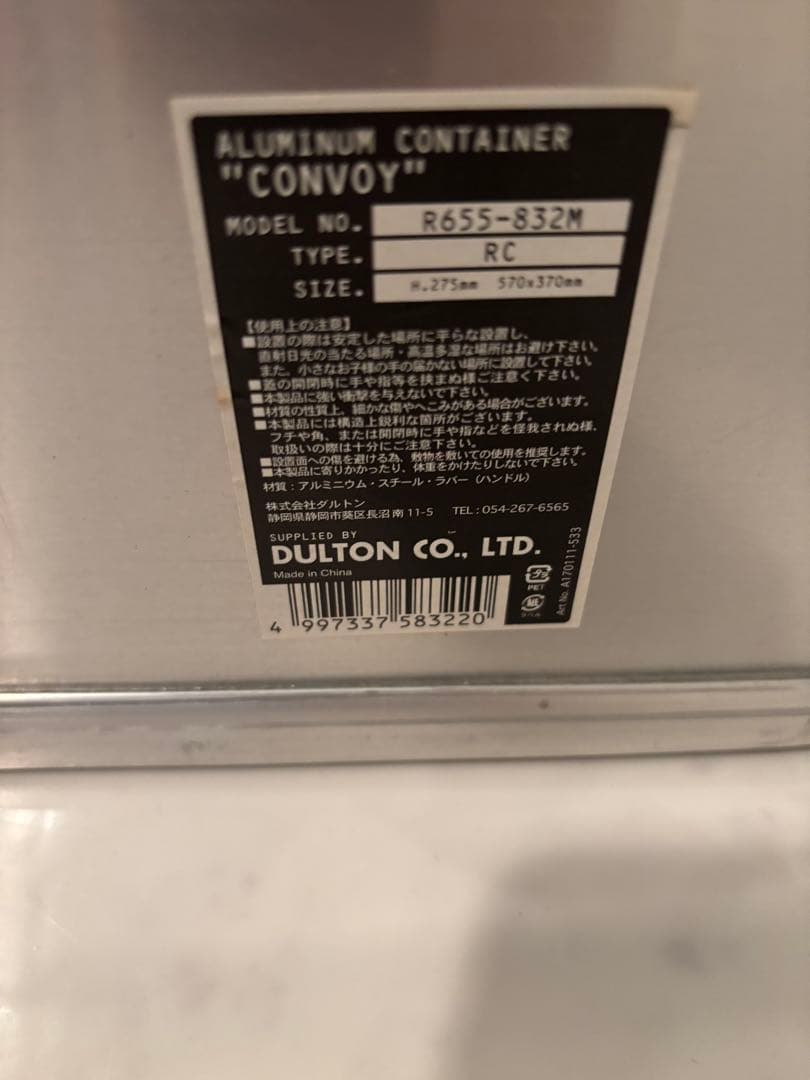 ALUMINUM CONTAINER
"CONVOY"
MODEL NO. R655-832M
TYPE. RC
SIZE. H.275mm 570x370mm
【使用上の注意】
■設置の際は安定した場所に平らな設置し、
直射日光の当たる場所・高温多湿な場所はお避け下さい。
また、小さなお子様の手の届かない場所に設置して下さい。
■蓋の開閉時に手や指等を挟まぬ様ご注意く下さい。
■本製品に強い衝撃を与えないで下さい。
■材質の性質上、細かな傷やへこみがある場合がございます。
■本製品には構造上鋭利な箇所がございます。
フチや角、または開閉時に手や指などを怪我されぬ様、
取扱いの際は十分にご注意下さい。
■設置面への傷を避ける為、敷物を敷いての使用を推奨します。
■本製品に寄りかかったり、体重をかけたりしないで下さい。
材質：アルミニウム・スチール・ラバー（ハンドル）
株式会社ダルトン
静岡県静岡市葵区長沼南 11-5 TEL : 054-267-6565
SUPPLIED BY
DULTON CO., LTD.
Made in China
PET
Art No. A170111-533
4 997337 583220